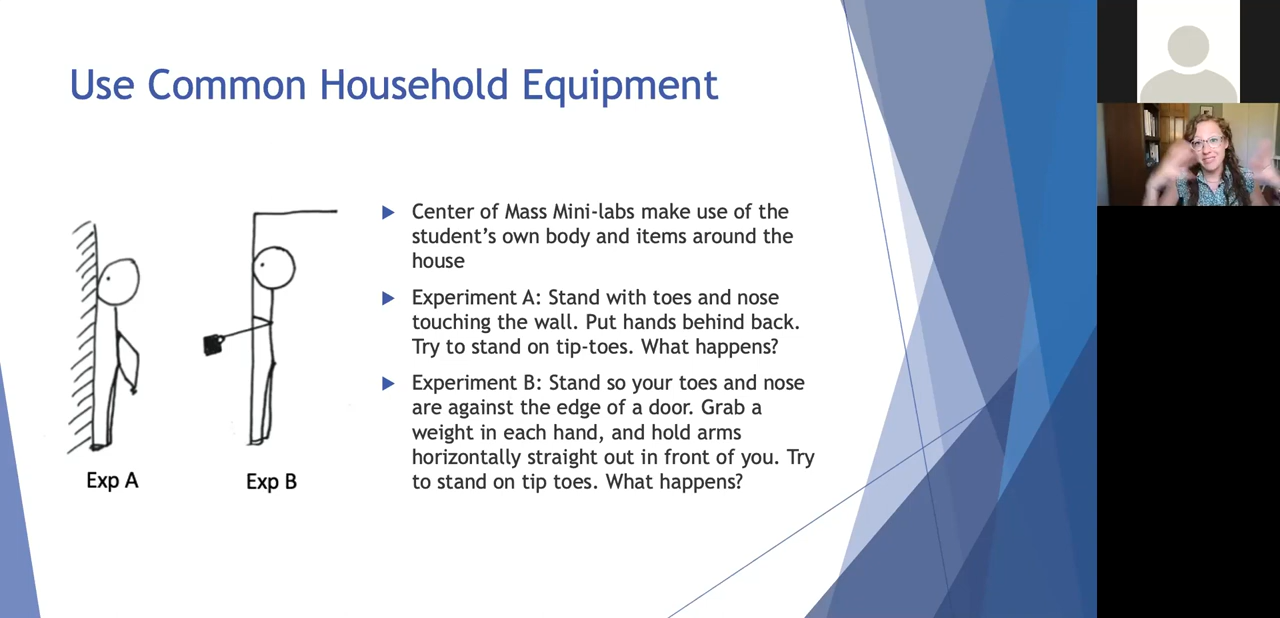 Use Common Household Equipment
Center of Mass Mini-labs make use of the
student's own body and items around the
house
Experiment A: Stand with toes and nose
touching the wall. Put hands behind back.
Try to stand on tip-toes. What happens?
Experiment B: Stand so your toes and nose
are against the edge of a door. Grab a
weight in each hand, and hold arms
horizontally straight out in front of you. Try
to stand on tip toes. What happens?
Exp A
Exp B